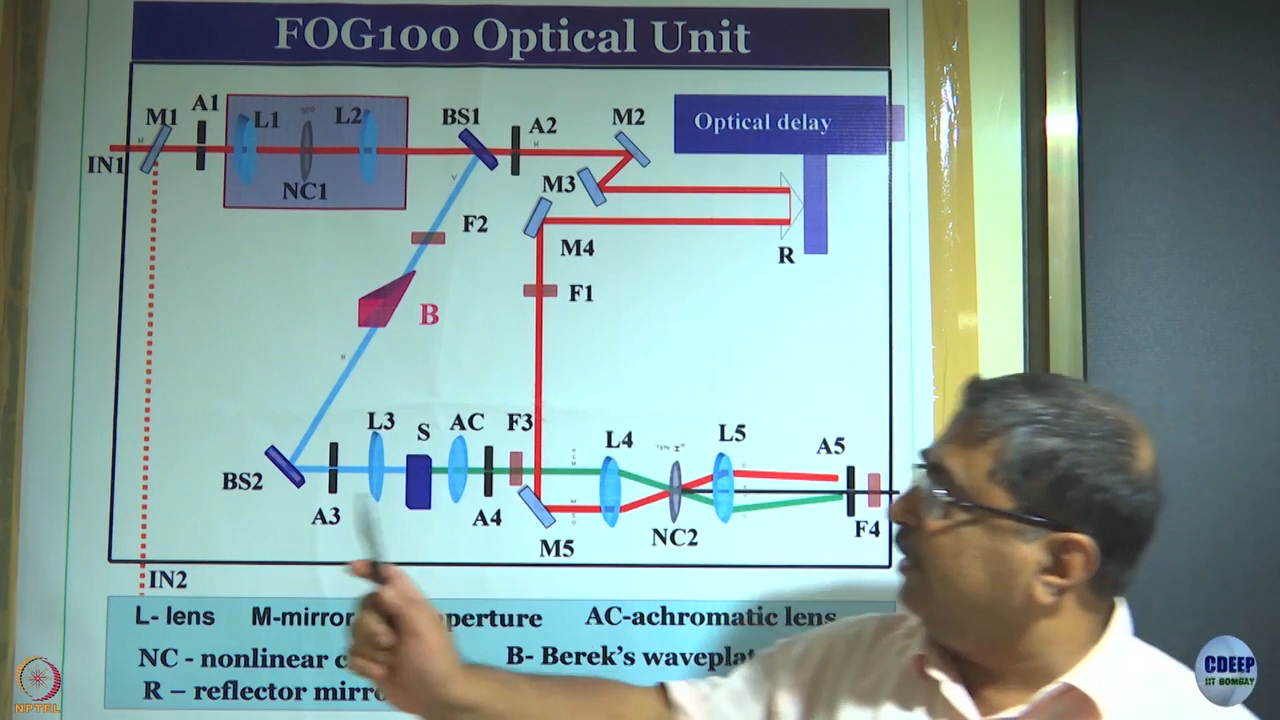 FOG100 Optical Unit
M1
A1
L1
L2
BS1
A2
M2
Optical delay
IN1
NC1
M3
F2
M4
R
B
F1
L3
S
AC
F3
L4
L5
A5
BS2
A3
A4
M5
NC2
F4
IN2
L- lens M-mirror perture AC-achromatic lens
NC - nonlinear c B- Berek's waveplat
R – reflector mirro
NPTEL
CDEEP
IIT BOMBAY